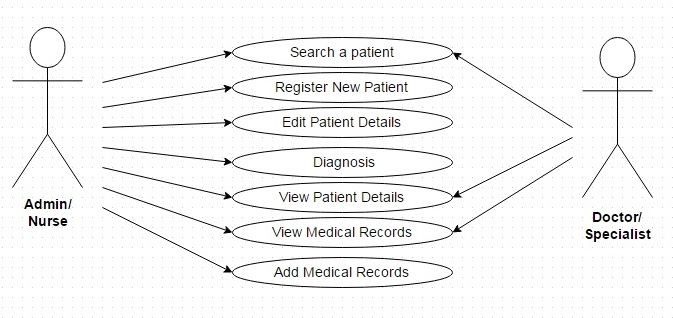 Search a patient
Register New Patient
Edit Patient Details
Diagnosis
View Patient Details
View Medical Records
Add Medical Records
Admin/
Nurse
Doctor/
Specialist